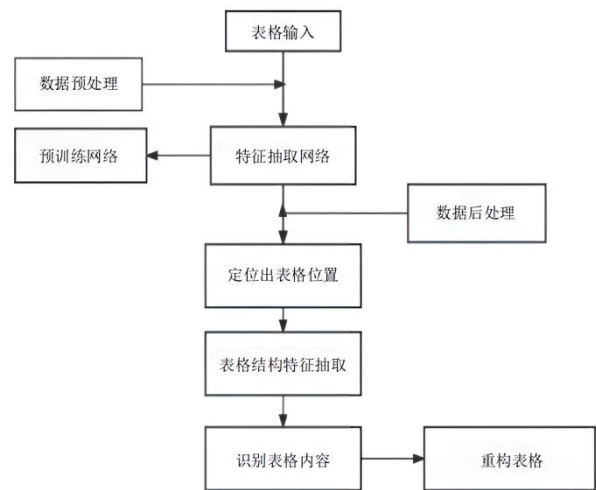 表格输入
数据预处理
预训练网络
特征抽取网络
数据后处理
定位出表格位置
表格结构特征抽取
识别表格内容
重构表格